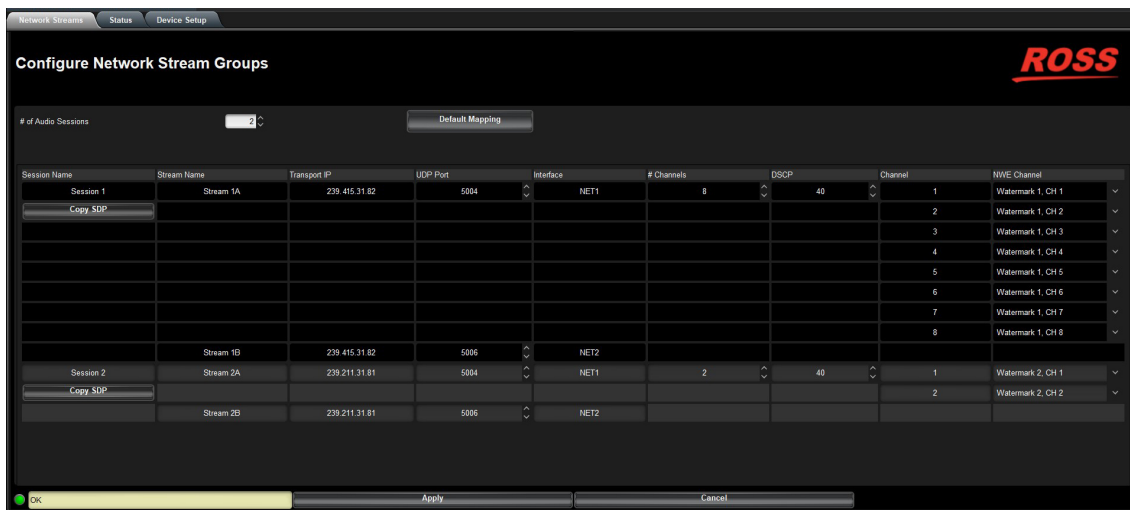 Network Streams Status Device Setup
Configure Network Stream Groups
ROSS
# of Audio Sessions 2 Default Mapping
Session Name Stream Name Transport IP UDP Port Interface # Channels DSCP Channel NWE Channel
Session 1 Stream 1A 239.415.31.82 5004 NET1 8 40 1 Watermark 1, CH 1
Copy SDP 2 Watermark 1, CH 2
3 Watermark 1, CH 3
4 Watermark 1, CH 4
5 Watermark 1, CH 5
6 Watermark 1, CH 6
7 Watermark 1, CH 7
8 Watermark 1, CH 8
Stream 1B 239.415.31.82 5006 NET2
Session 2 Stream 2A 239.211.31.81 5004 NET1 2 40 1 Watermark 2, CH 1
Copy SDP 2 Watermark 2, CH 2
Stream 2B 239.211.31.81 5006 NET2
OK Apply Cancel